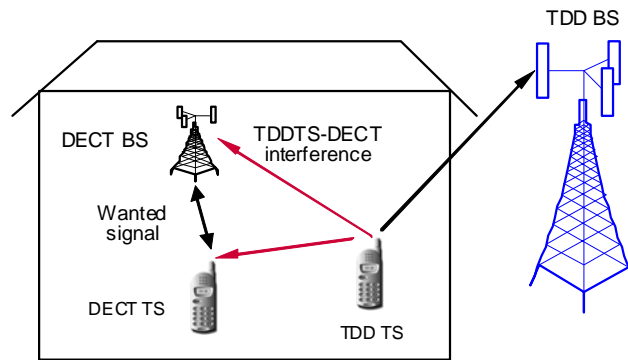 TDD BS
DECT BS
TDDTS-DECT
interference
Wanted
signal
DECT TS
TDD TS